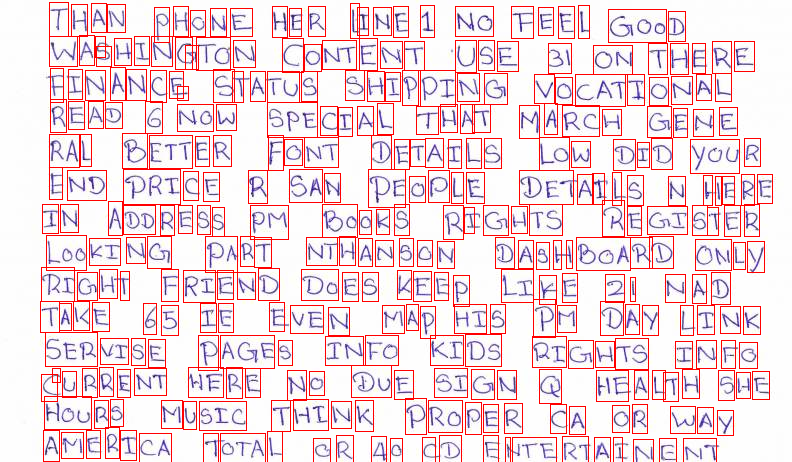 THAN PHONE HER LINE 1 NO FEEL GOOD
WASHINGTON CONTENT USE 31 ON THERE
FINANCE STATUS SHIPPING VOCATIONAL
READ 6 NOW SPECIAL THAT MARCH GENE
RAL BETTER FONT DETAILS LOW DID YOUR
END PRICE R SAN PEOPLE DETAILS N HERE
IN ADDRESS PM BOOKS RIGHTS REGISTER
LOOKING PART NTHANSON DASHBOARD ONLY
RIGHT FRIEND DOES KEEP LIKE 21 NAD
TAKE 65 IE EVEN MAP HIS PM DAY LINK
SERVISE PAGES INFO KIDS RIGHTS INFO
CURRENT HERE NO DUE SIGN Q HEALTH SHE
HOURS MUSIC THINK PROPER CA OR WAY
AMERICA TOTAL OR 40 CD ENTERTAINENT